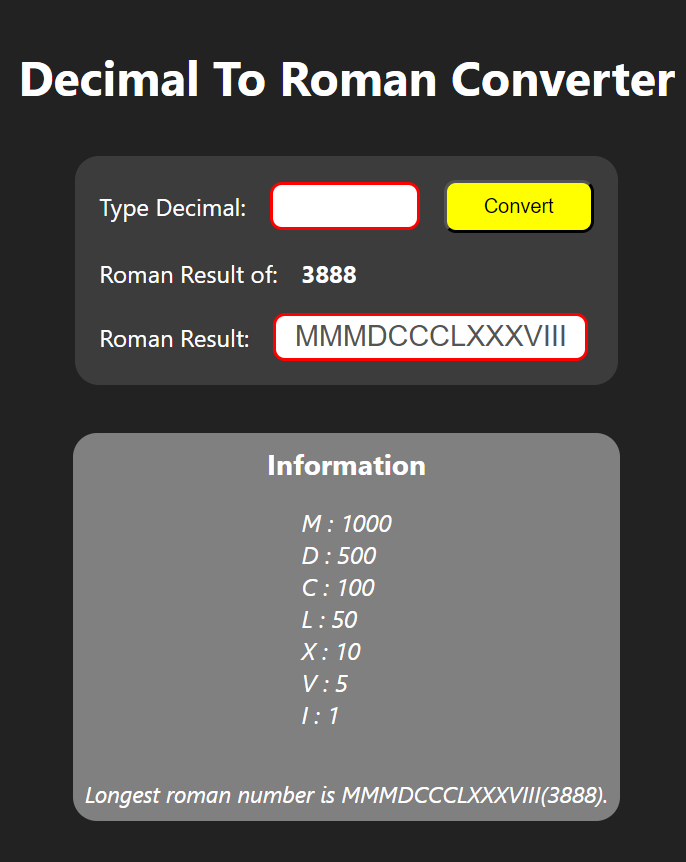 Decimal To Roman Converter
Type Decimal: Convert
Roman Result of: 3888
Roman Result: MMMDCCCLXXXVIII
Information
M : 1000
D : 500
C : 100
L : 50
X : 10
V : 5
I : 1
Longest roman number is MMMDCCCLXXXVIII(3888).